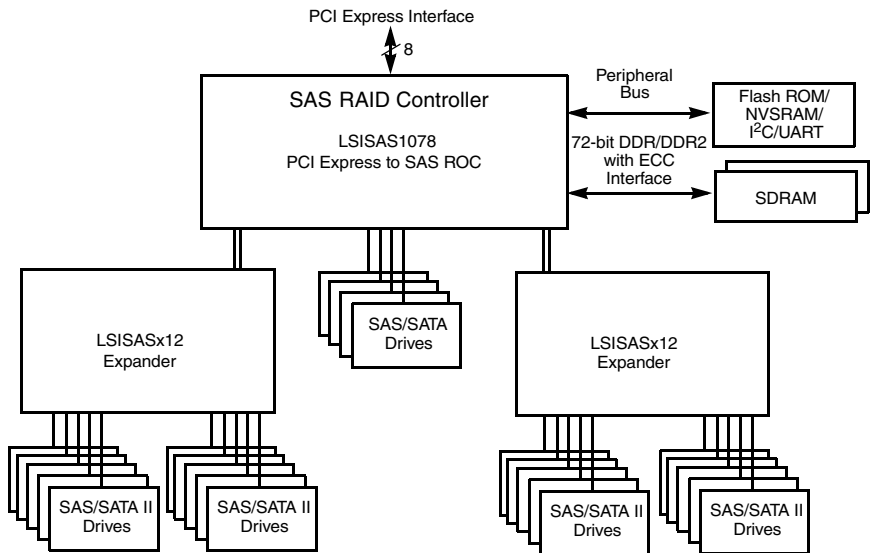 PCI Express Interface
8
SAS RAID Controller
LSISAS1078
PCI Express to SAS ROC
Peripheral
Bus
Flash ROM/
NVSRAM/
I²C/UART
72-bit DDR/DDR2
with ECC
Interface
SDRAM
LSISASx12
Expander
SAS/SATA
Drives
LSISASx12
Expander
SAS/SATA II
Drives
SAS/SATA II
Drives
SAS/SATA II
Drives
SAS/SATA II
Drives